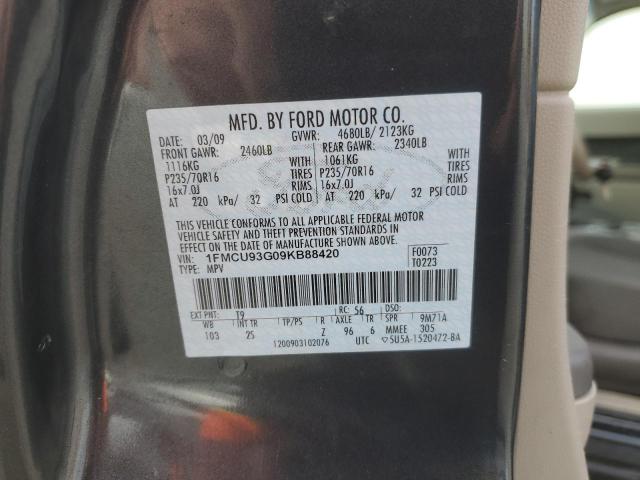 MFD. BY FORD MOTOR CO.
DATE: 03/09 GVWR: 4680LB/ 2123KG
FRONT GAWR: 2460LB REAR GAWR: 2340LB
1116KG WITH 1061KG WITH
P235/70R16 TIRES P235/70R16 TIRES
16x7.0J RIMS 16x7.0J RIMS
AT 220 kPa/ 32 PSI COLD AT 220 kPa/ 32 PSI COLD
THIS VEHICLE CONFORMS TO ALL APPLICABLE FEDERAL MOTOR
VEHICLE SAFETY AND THEFT PREVENTION STANDARDS IN
EFFECT ON THE DATE OF MANUFACTURE SHOWN ABOVE.
VIN: 1FMCU93G09KB88420 F0073
TYPE: MPV T0223
EXT PNT: T9 RC: 56 DSO:
WB INT TR TP/PS R AXLE TR SPR 9M71A
103 2S Z 96 6 MMEE 305
1200903102076 UTC 5U5A-1520472-BA